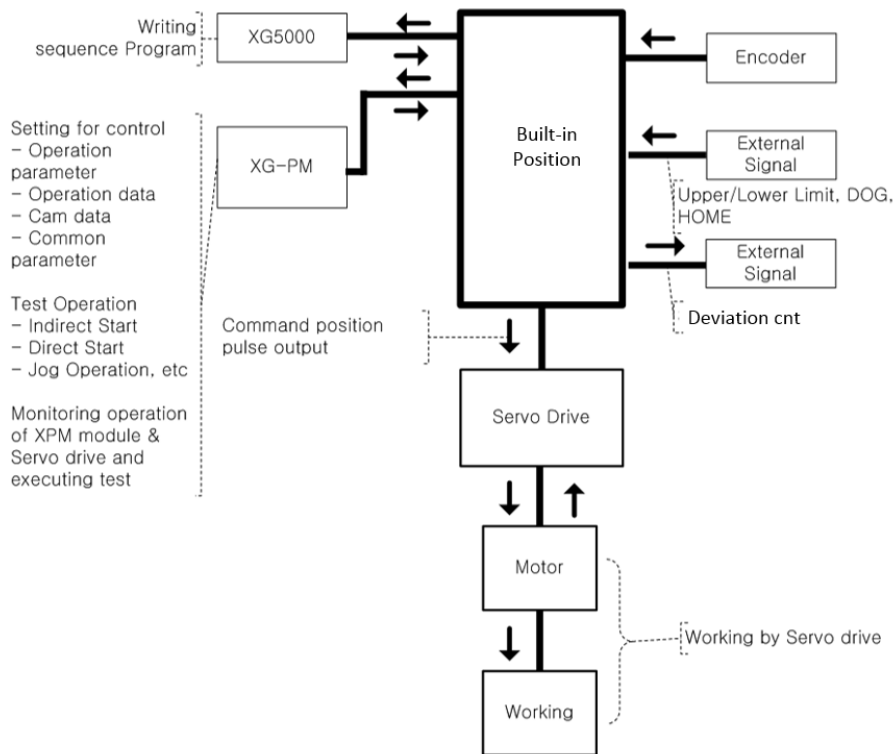 Writing
sequence Program
XG5000
Encoder
Built-in
Position
External
Signal
Upper/Lower Limit, DOG,
HOME
External
Signal
Deviation cnt
Setting for control
- Operation
parameter
- Operation data
- Cam data
- Common
parameter
XG-PM
Test Operation
- Indirect Start
- Direct Start
- Jog Operation, etc
Monitoring operation
of XPM module &
Servo drive and
executing test
Command position
pulse output
Servo Drive
Motor
Working by Servo drive
Working